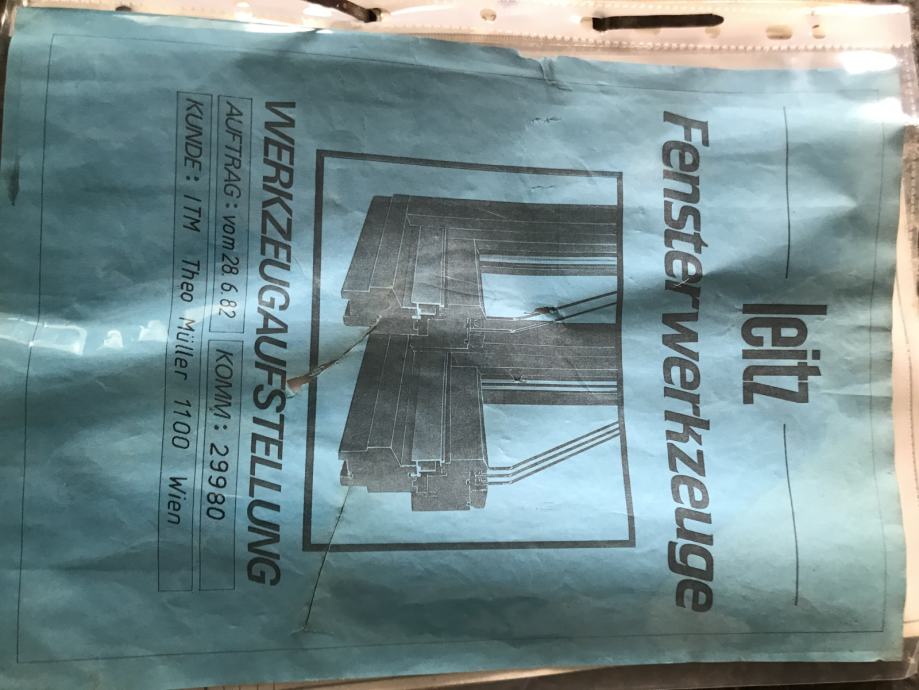 leitz
Fensterwerkzeuge
WERKZEUGAUFSTELLUNG
AUFTRAG: vom 28.6.82 KOMM: 29980
KUNDE: ITM Theo Müller 1100 Wien